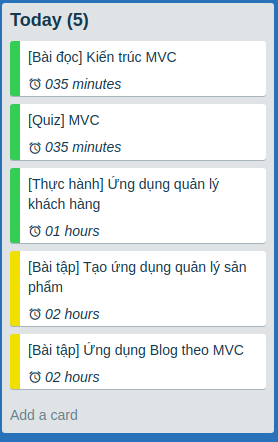 Today (5)
[Bài đọc] Kiến trúc MVC
035 minutes
[Quiz] MVC
035 minutes
[Thực hành] Ứng dụng quản lý
khách hàng
01 hours
[Bài tập] Tạo ứng dụng quản lý sản
phẩm
02 hours
[Bài tập] Ứng dụng Blog theo MVC
02 hours
Add a card